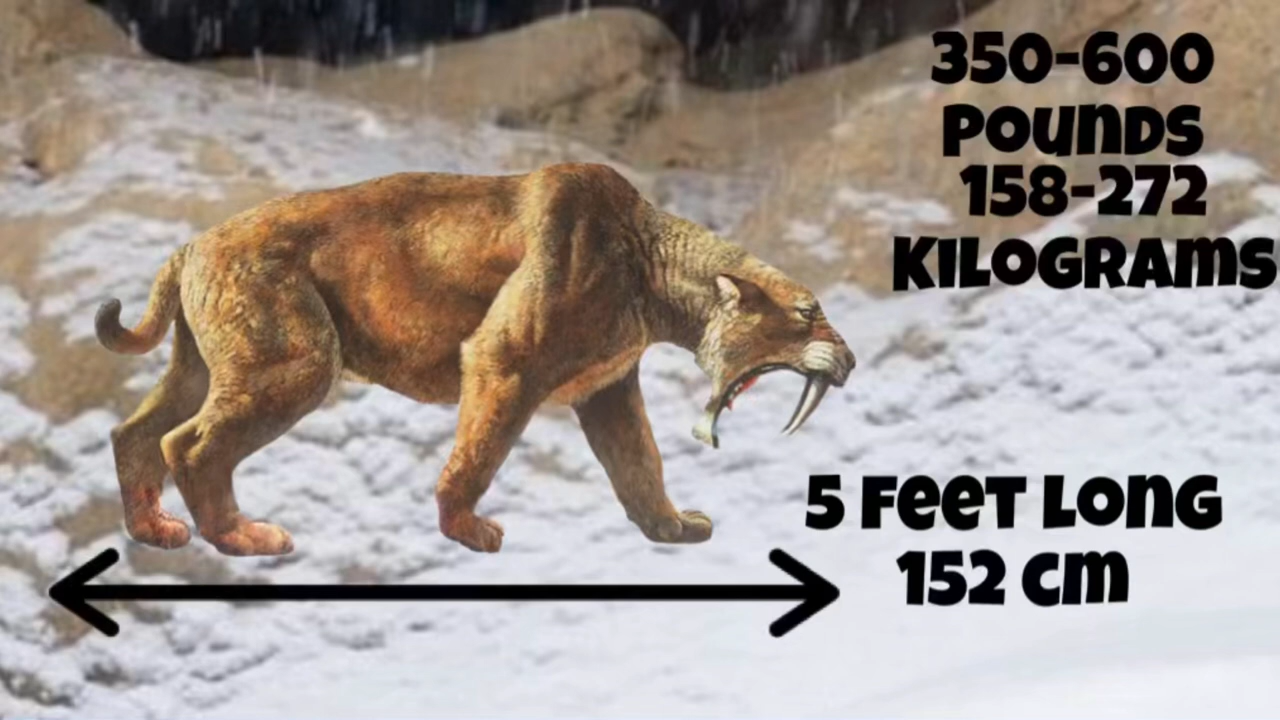 350-600
Pounds
158-272
Kilograms
5 Feet Long
152 cm